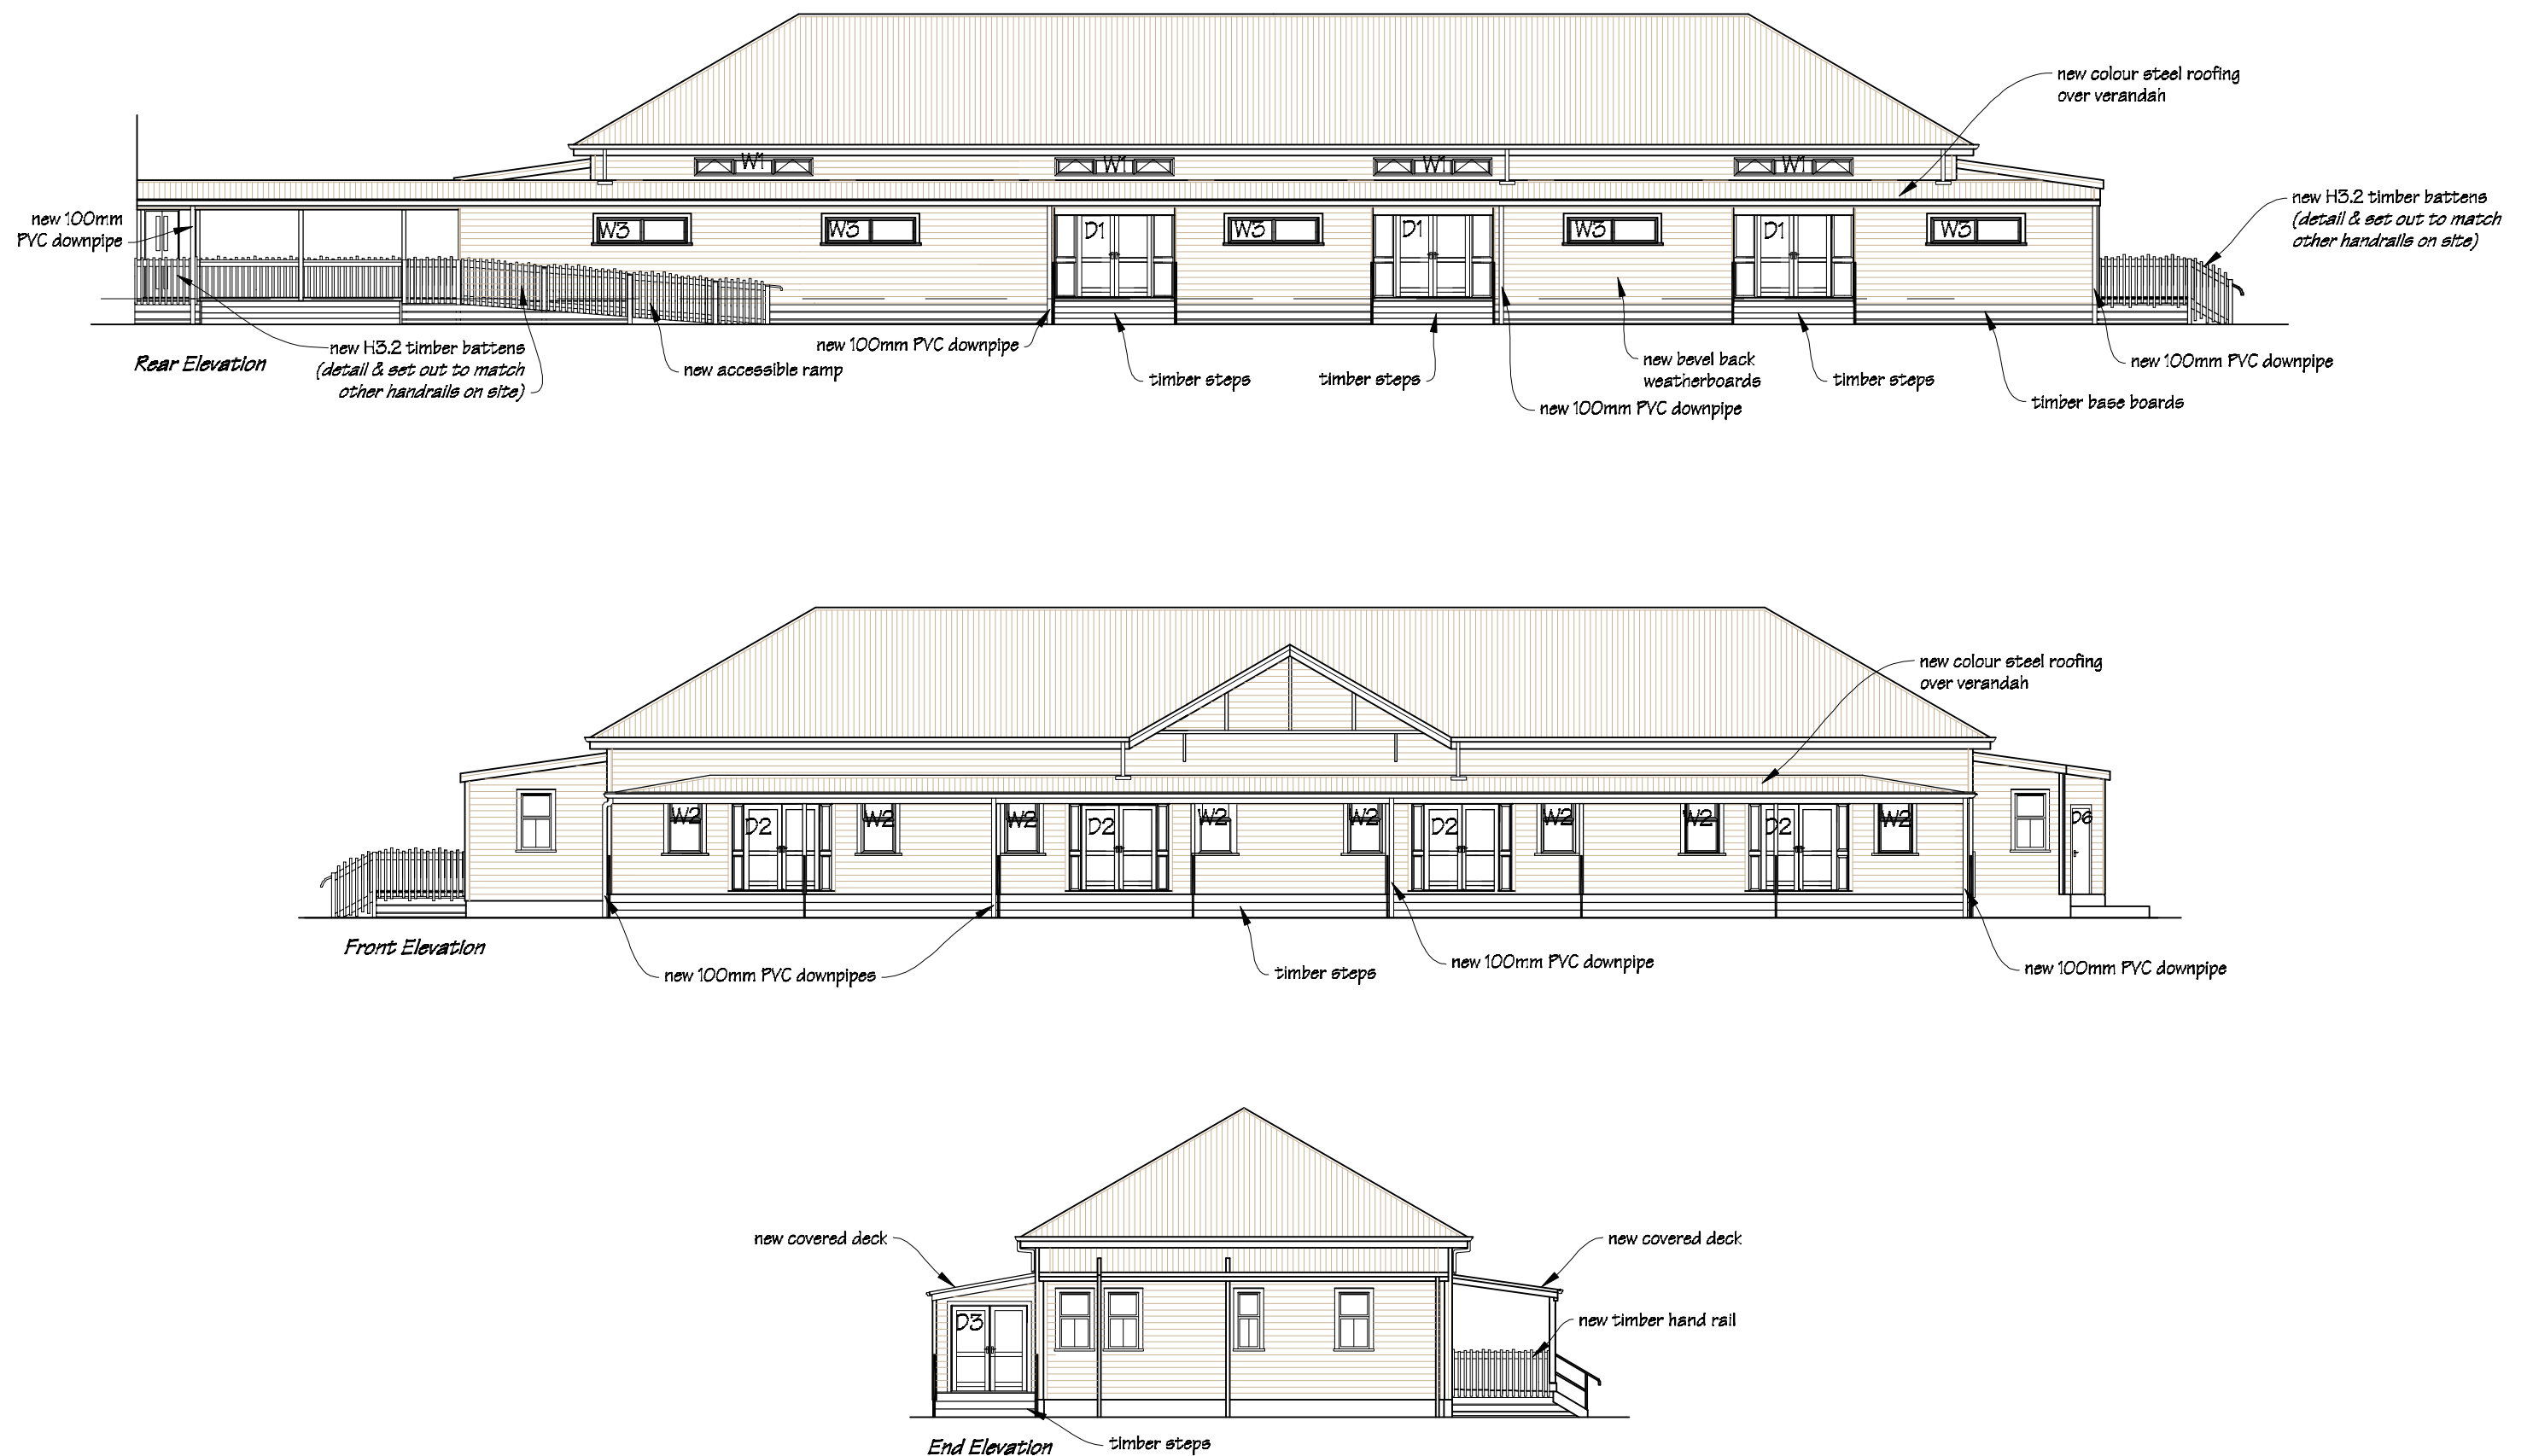 new colour steel roofing
over verandah
W1
W1
W1
W1
new H3.2 timber battens
(detail & set out to match
other handrails on site)
new 100mm
PVC downpipe
W3
W3
D1
W3
D1
W3
D1
W3
Rear Elevation
new H3.2 timber battens
(detail & set out to match
other handrails on site)
new accessible ramp
new 100mm PVC downpipe
timber steps
timber steps
new 100mm PVC downpipe
new bevel back
weatherboards
timber steps
timber base boards
new 100mm PVC downpipe
new colour steel roofing
over verandah
W2
D2
W2
W2
D2
W2
W2
D2
W2
W2
D2
W2
D6
Front Elevation
new 100mm PVC downpipes
timber steps
new 100mm PVC downpipe
new 100mm PVC downpipe
new covered deck
new covered deck
D3
new timber hand rail
End Elevation
timber steps